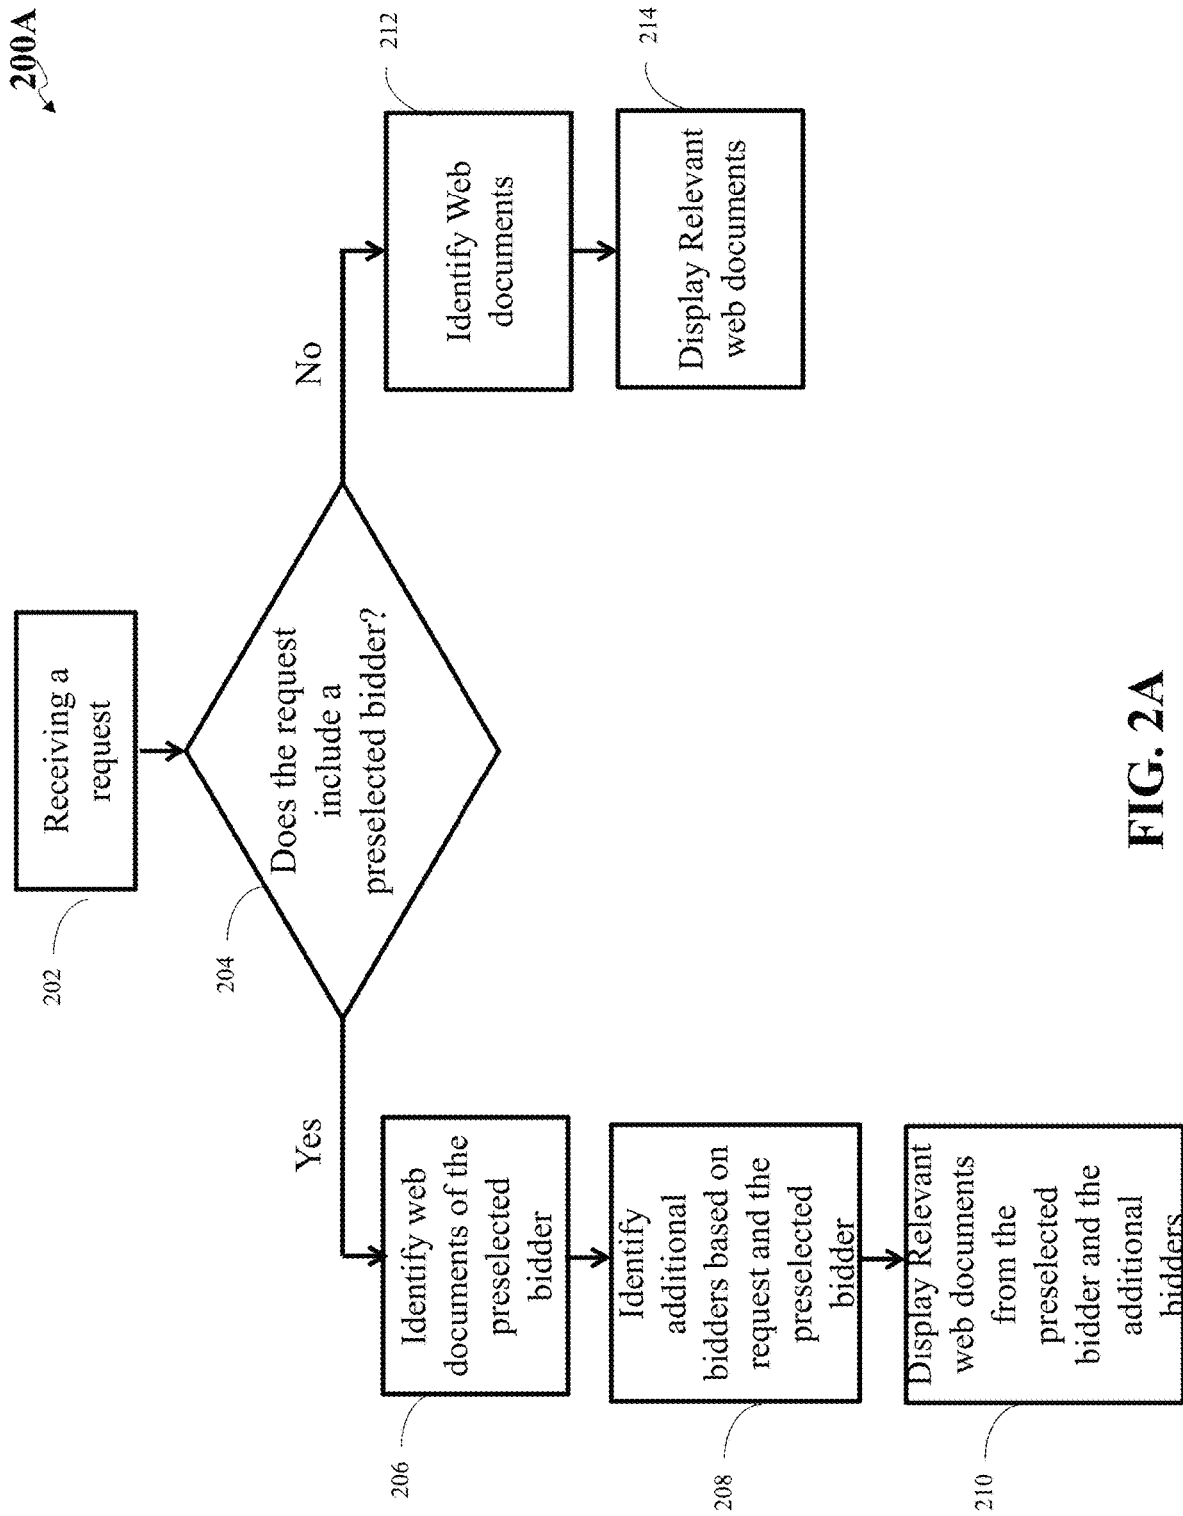 200A
Receiving a
request
202
Does the request
include a
preselected bidder?
204
Yes
No
Identify web
documents of the
preselected
bidder
206
Identify
additional
bidders based on
request and the
preselected
bidder
208
Display Relevant
web documents
from the
preselected
bidder and the
additional
bidders
210
Identify Web
documents
212
Display Relevant
web documents
214
FIG. 2A